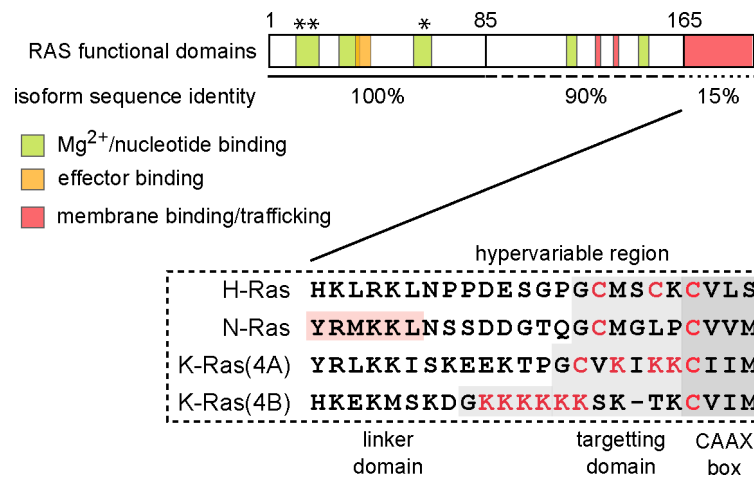 1 ** * 85 165
RAS functional domains
isoform sequence identity 100% 90% 15%
Mg2+/nucleotide binding
effector binding
membrane binding/trafficking
hypervariable region
H-Ras HKLRKLNPPDESGPGCMSCKCVLS
N-Ras YRMKKLNSSDDGTQGCMGLPCVVM
K-Ras(4A) YRLKKISKEEKTPGCVKIKKCIIM
K-Ras(4B) HKEKMSKDGKKKKKKSK-TKCVIM
linker targetting CAAX
domain domain box